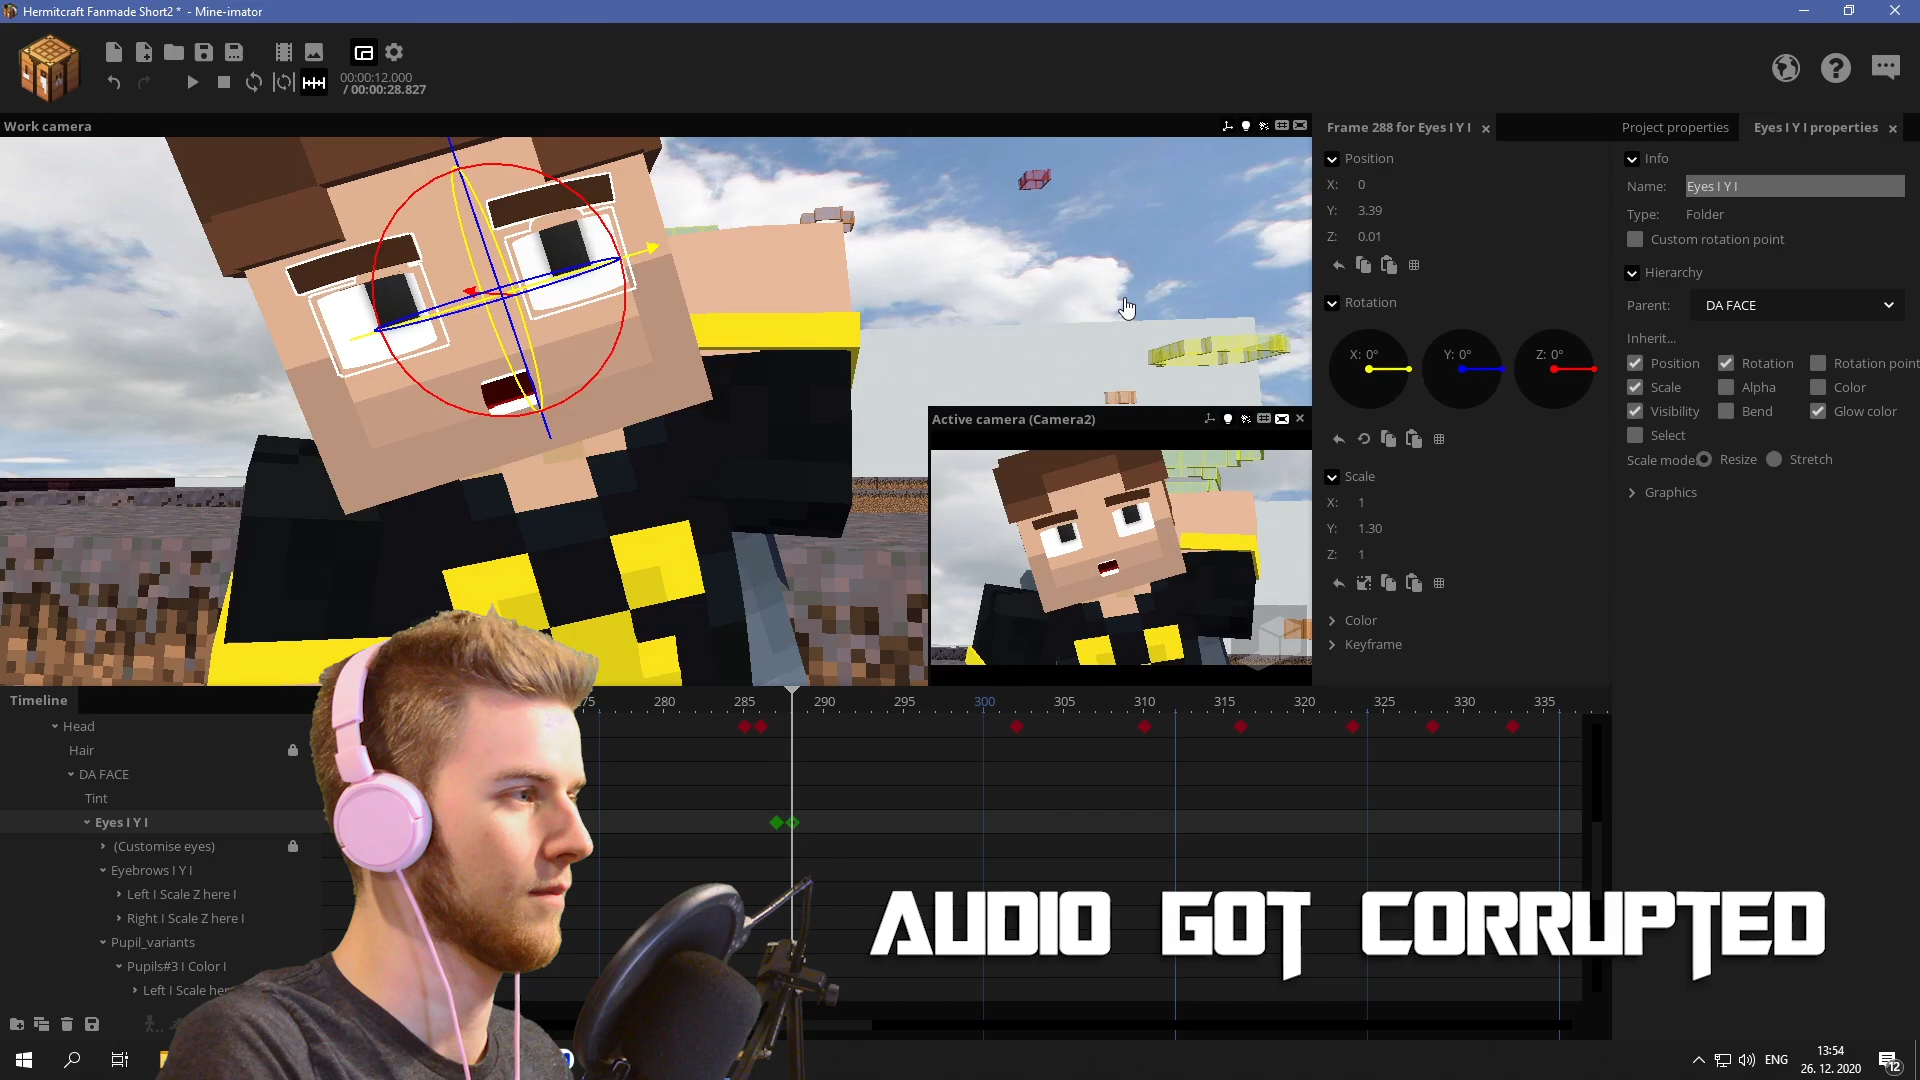 Hermitcraft Fanmade Short2 * - Mine-imator
00:00:12.000
/ 00:00:28.827
Work camera
Frame 288 for Eyes I Y I
Project properties
Eyes I Y I properties
Position
X: 0
Y: 3.39
Z: 0.01
Rotation
X: 0° Y: 0° Z: 0°
Scale
X: 1
Y: 1.30
Z: 1
Color
Keyframe
Info
Name: Eyes I Y I
Type: Folder
Custom rotation point
Hierarchy
Parent: DA FACE
Inherit...
Position Rotation Rotation point
Scale Alpha Color
Visibility Bend Glow color
Select
Scale mode: Resize Stretch
Graphics
Active camera (Camera2)
Timeline
75 280 285 290 295 300 305 310 315 320 325 330 335
Head
Hair
DA FACE
Tint
Eyes I Y I
(Customise eyes)
Eyebrows I Y I
Left I Scale Z here I
Right I Scale Z here I
Pupil_variants
Pupils#3 I Color I
Left I Scale her
AUDIO GOT CORRUPTED
ENG
13:54
26. 12. 2020
12